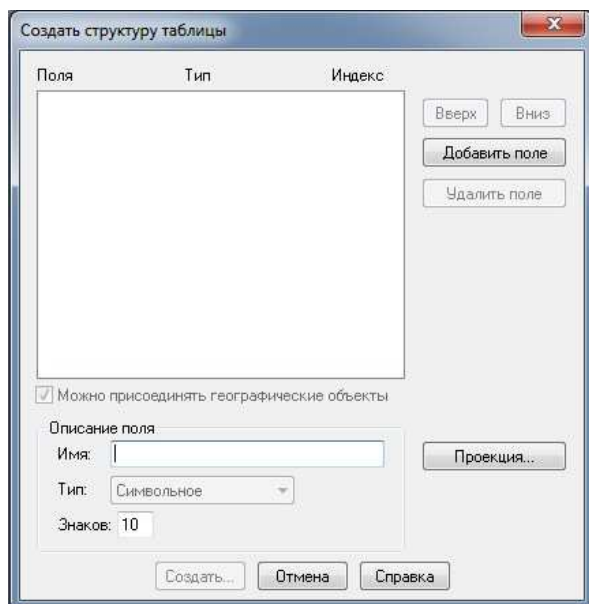 Создать структуру таблицы
Поля Тип Индекс
Вверх Вниз
Добавить поле
Удалить поле
Можно присоединять географические объекты
Описание поля
Имя:
Проекция...
Тип: Символьное
Знаков: 10
Создать... Отмена Справка